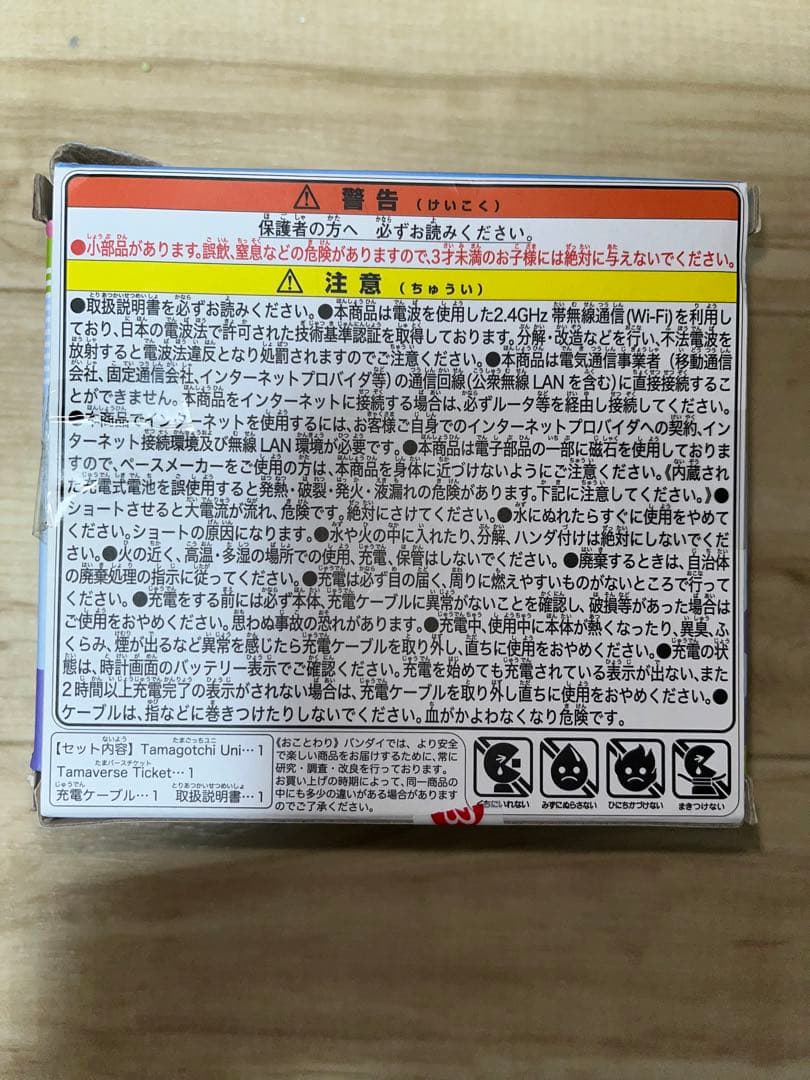 ⚠ 警告 (けいこく)
保護者の方へ 必ずお読みください。
●小部品があります。誤飲、窒息などの危険がありますので、3才未満のお子様には絶対に与えないでください。
⚠ 注意 (ちゅうい)
●取扱説明書を必ずお読みください。●本商品は電波を使用した2.4GHz 帯無線通信(Wi-Fi)を利用し
ており、日本の電波法で許可された技術基準認証を取得しております。分解・改造などを行い、不法電波を
放射すると電波法違反となり処罰されますのでご注意ください。●本商品は電気通信事業者（移動通信
会社、固定通信会社、インターネットプロバイダ等）の通信回線(公衆無線 LAN を含む)に直接接続するこ
とができません。本商品をインターネットに接続する場合は、必ずルータ等を経由し接続してください。
●本商品でインターネットを使用するには、お客様ご自身でのインターネットプロバイダへの契約、イン
ターネット接続環境及び無線 LAN 環境が必要です。●本商品は電子部品の一部に磁石を使用しており
ますので、ペースメーカーをご使用の方は、本商品を身体に近づけないようにご注意ください。《内蔵され
た充電式電池を誤使用すると発熱・破裂・発火・液漏れの危険があります。下記に注意してください。》●
ショートさせると大電流が流れ、危険です。絶対にさけてください。●水にぬれたらすぐに使用をやめて
ください。ショートの原因になります。●水や火の中に入れたり、分解、ハンダ付けは絶対にしないでくだ
さい。●火の近く、高温・多湿の場所での使用、充電、保管はしないでください。●廃棄するときは、自治体
の廃棄処理の指示に従ってください。●充電は必ず目の届く、周りに燃えやすいものがないところで行って
ください。●充電をする前には必ず本体、充電ケーブルに異常がないことを確認し、破損等があった場合は
ご使用をおやめください。思わぬ事故の恐れがあります。●充電中、使用中に本体が熱くなったり、異臭、ふ
くらみ、煙が出るなど異常を感じたら充電ケーブルを取り外し、直ちに使用をおやめください。●充電の状
態は、時計画面のバッテリー表示でご確認ください。充電を始めても充電されている表示が出ない、また
2時間以上充電完了の表示がされない場合は、充電ケーブルを取り外し直ちに使用をおやめください。●
ケーブルは、指などに巻きつけたりしないでください。血がかよわなくなり危険です。
【セット内容】Tamagotchi Uni…1
Tamaverse Ticket…1
充電ケーブル…1 取扱説明書…1
《おことわり》バンダイでは、より安全
で楽しい商品をお届けするために、常に
研究・調査・改良を行っております。
お買い上げの時期によって、同一商品の
中にも多少の違いがある場合があります
のでご了承ください。
くちにいれない みずにぬらさない ひにちかづけない まきつけない